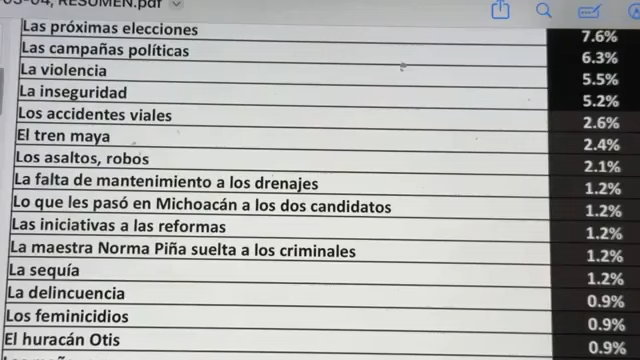 RESUMEN.pdf
Las próximas elecciones 7.6%
Las campañas políticas 6.3%
La violencia 5.5%
La inseguridad 5.2%
Los accidentes viales 2.6%
El tren maya 2.4%
Los asaltos, robos 2.1%
La falta de mantenimiento a los drenajes 1.2%
Lo que les pasó en Michoacán a los dos candidatos 1.2%
Las iniciativas a las reformas 1.2%
La maestra Norma Piña suelta a los criminales 1.2%
La sequía 1.2%
La delincuencia 0.9%
Los feminicidios 0.9%
El huracán Otis 0.9%